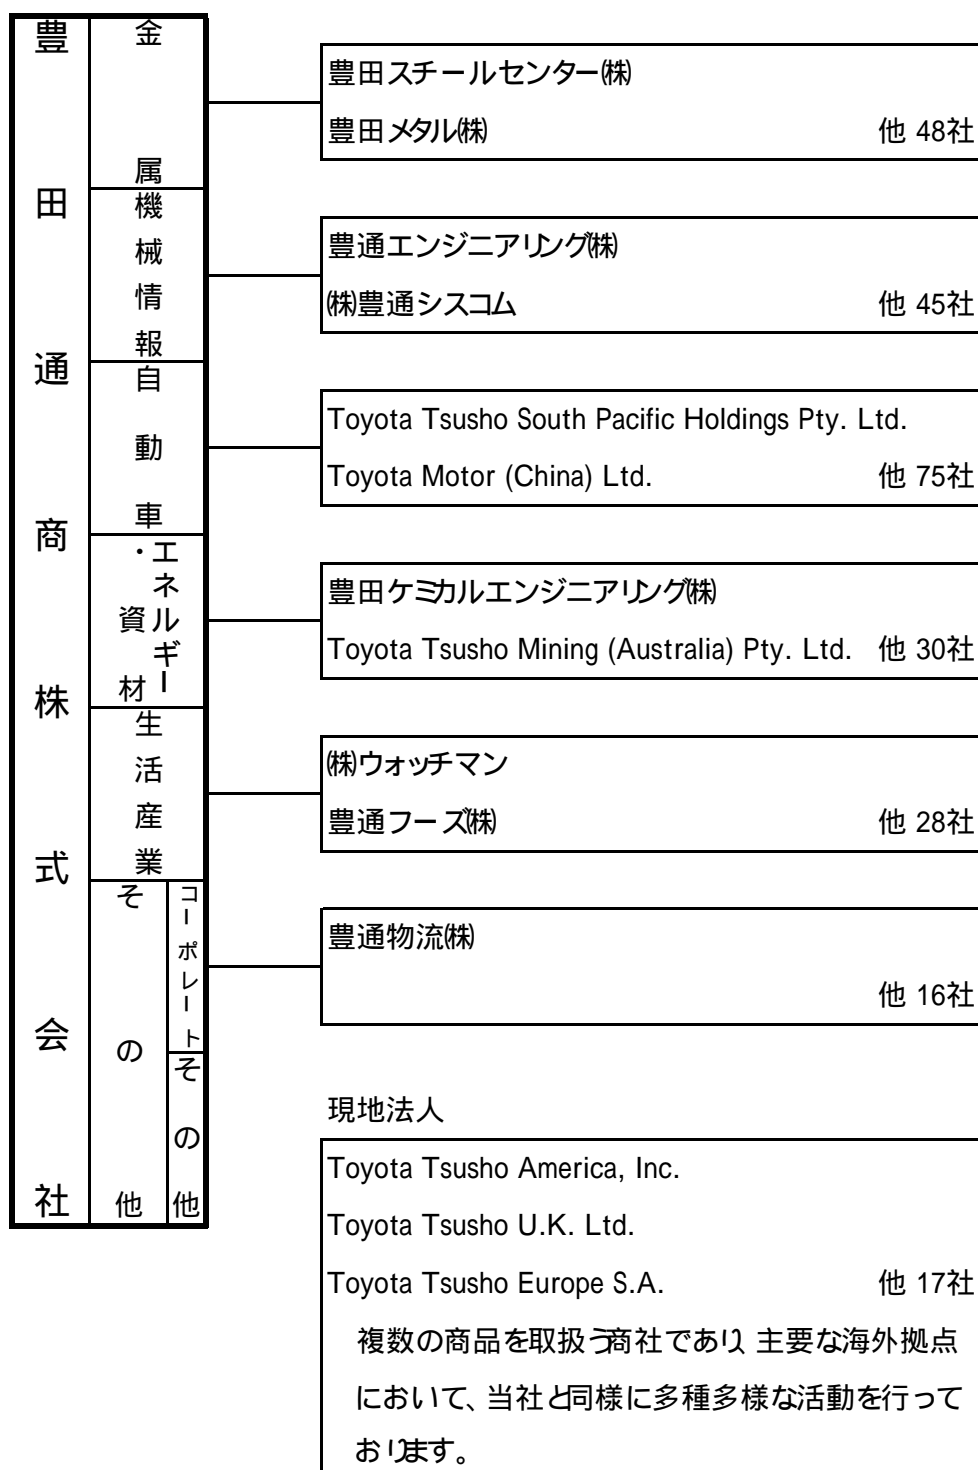 豊田通商株式会社
金属
豊田スチールセンター㈱
豊田メタル㈱ 他 48社
機械情報
豊通エンジニアリング㈱
㈱豊通シスコム 他 45社
自動車
Toyota Tsusho South Pacific Holdings Pty. Ltd.
Toyota Motor (China) Ltd. 他 75社
エネルギー
・資材
豊田ケミカルエンジニアリング㈱
Toyota Tsusho Mining (Australia) Pty. Ltd. 他 30社
生活産業
㈱ウォッチマン
豊通フーズ㈱ 他 28社
その他
コーポレート
その他
豊通物流㈱
他 16社
現地法人
Toyota Tsusho America, Inc.
Toyota Tsusho U.K. Ltd.
Toyota Tsusho Europe S.A. 他 17社
複数の商品を取扱う商社であり、主要な海外拠点
において、当社と同様に多種多様な活動を行って
おります。